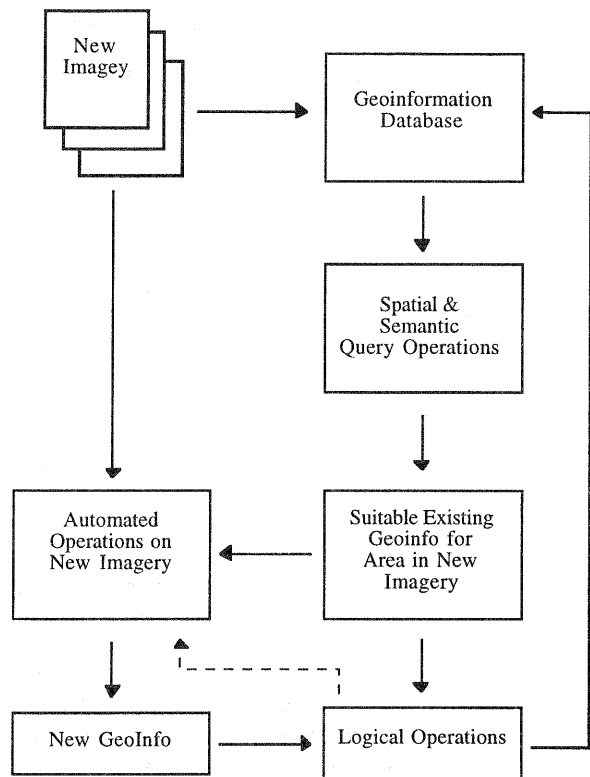 New
Imagey
Geoinformation
Database
Spatial &
Semantic
Query Operations
Automated
Operations on
New Imagery
Suitable Existing
Geoinfo for
Area in New
Imagery
New GeoInfo
Logical Operations